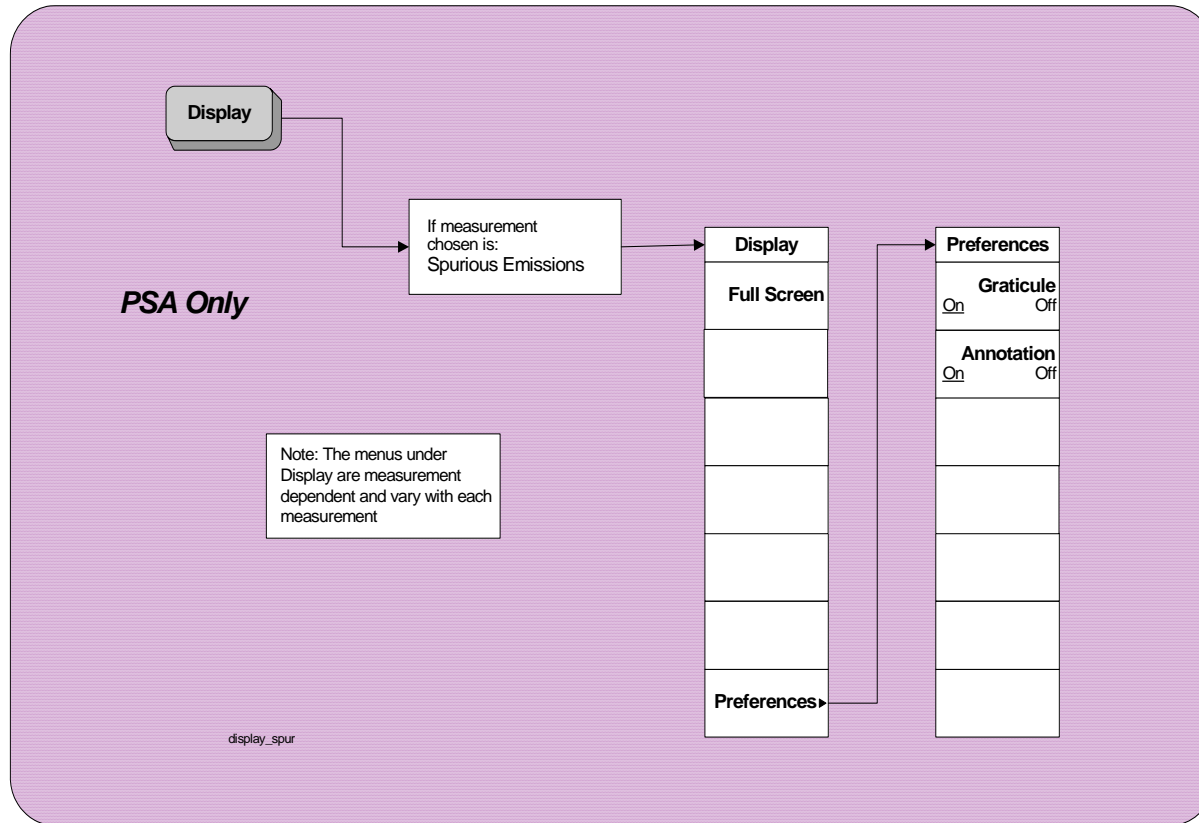 Display
If measurement
chosen is:
Spurious Emissions
PSA Only
Note: The menus under
Display are measurement
dependent and vary with each
measurement
Display
Full Screen
Preferences
Preferences
Graticule
On Off
Annotation
On Off
display_spur